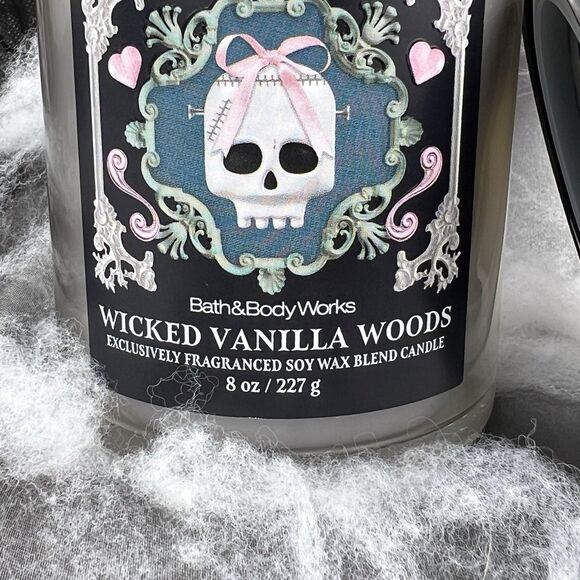 Bath&BodyWorks
WICKED VANILLA WOODS
EXCLUSIVELY FRAGRANCED SOY WAX BLEND CANDLE
8 oz / 227 g